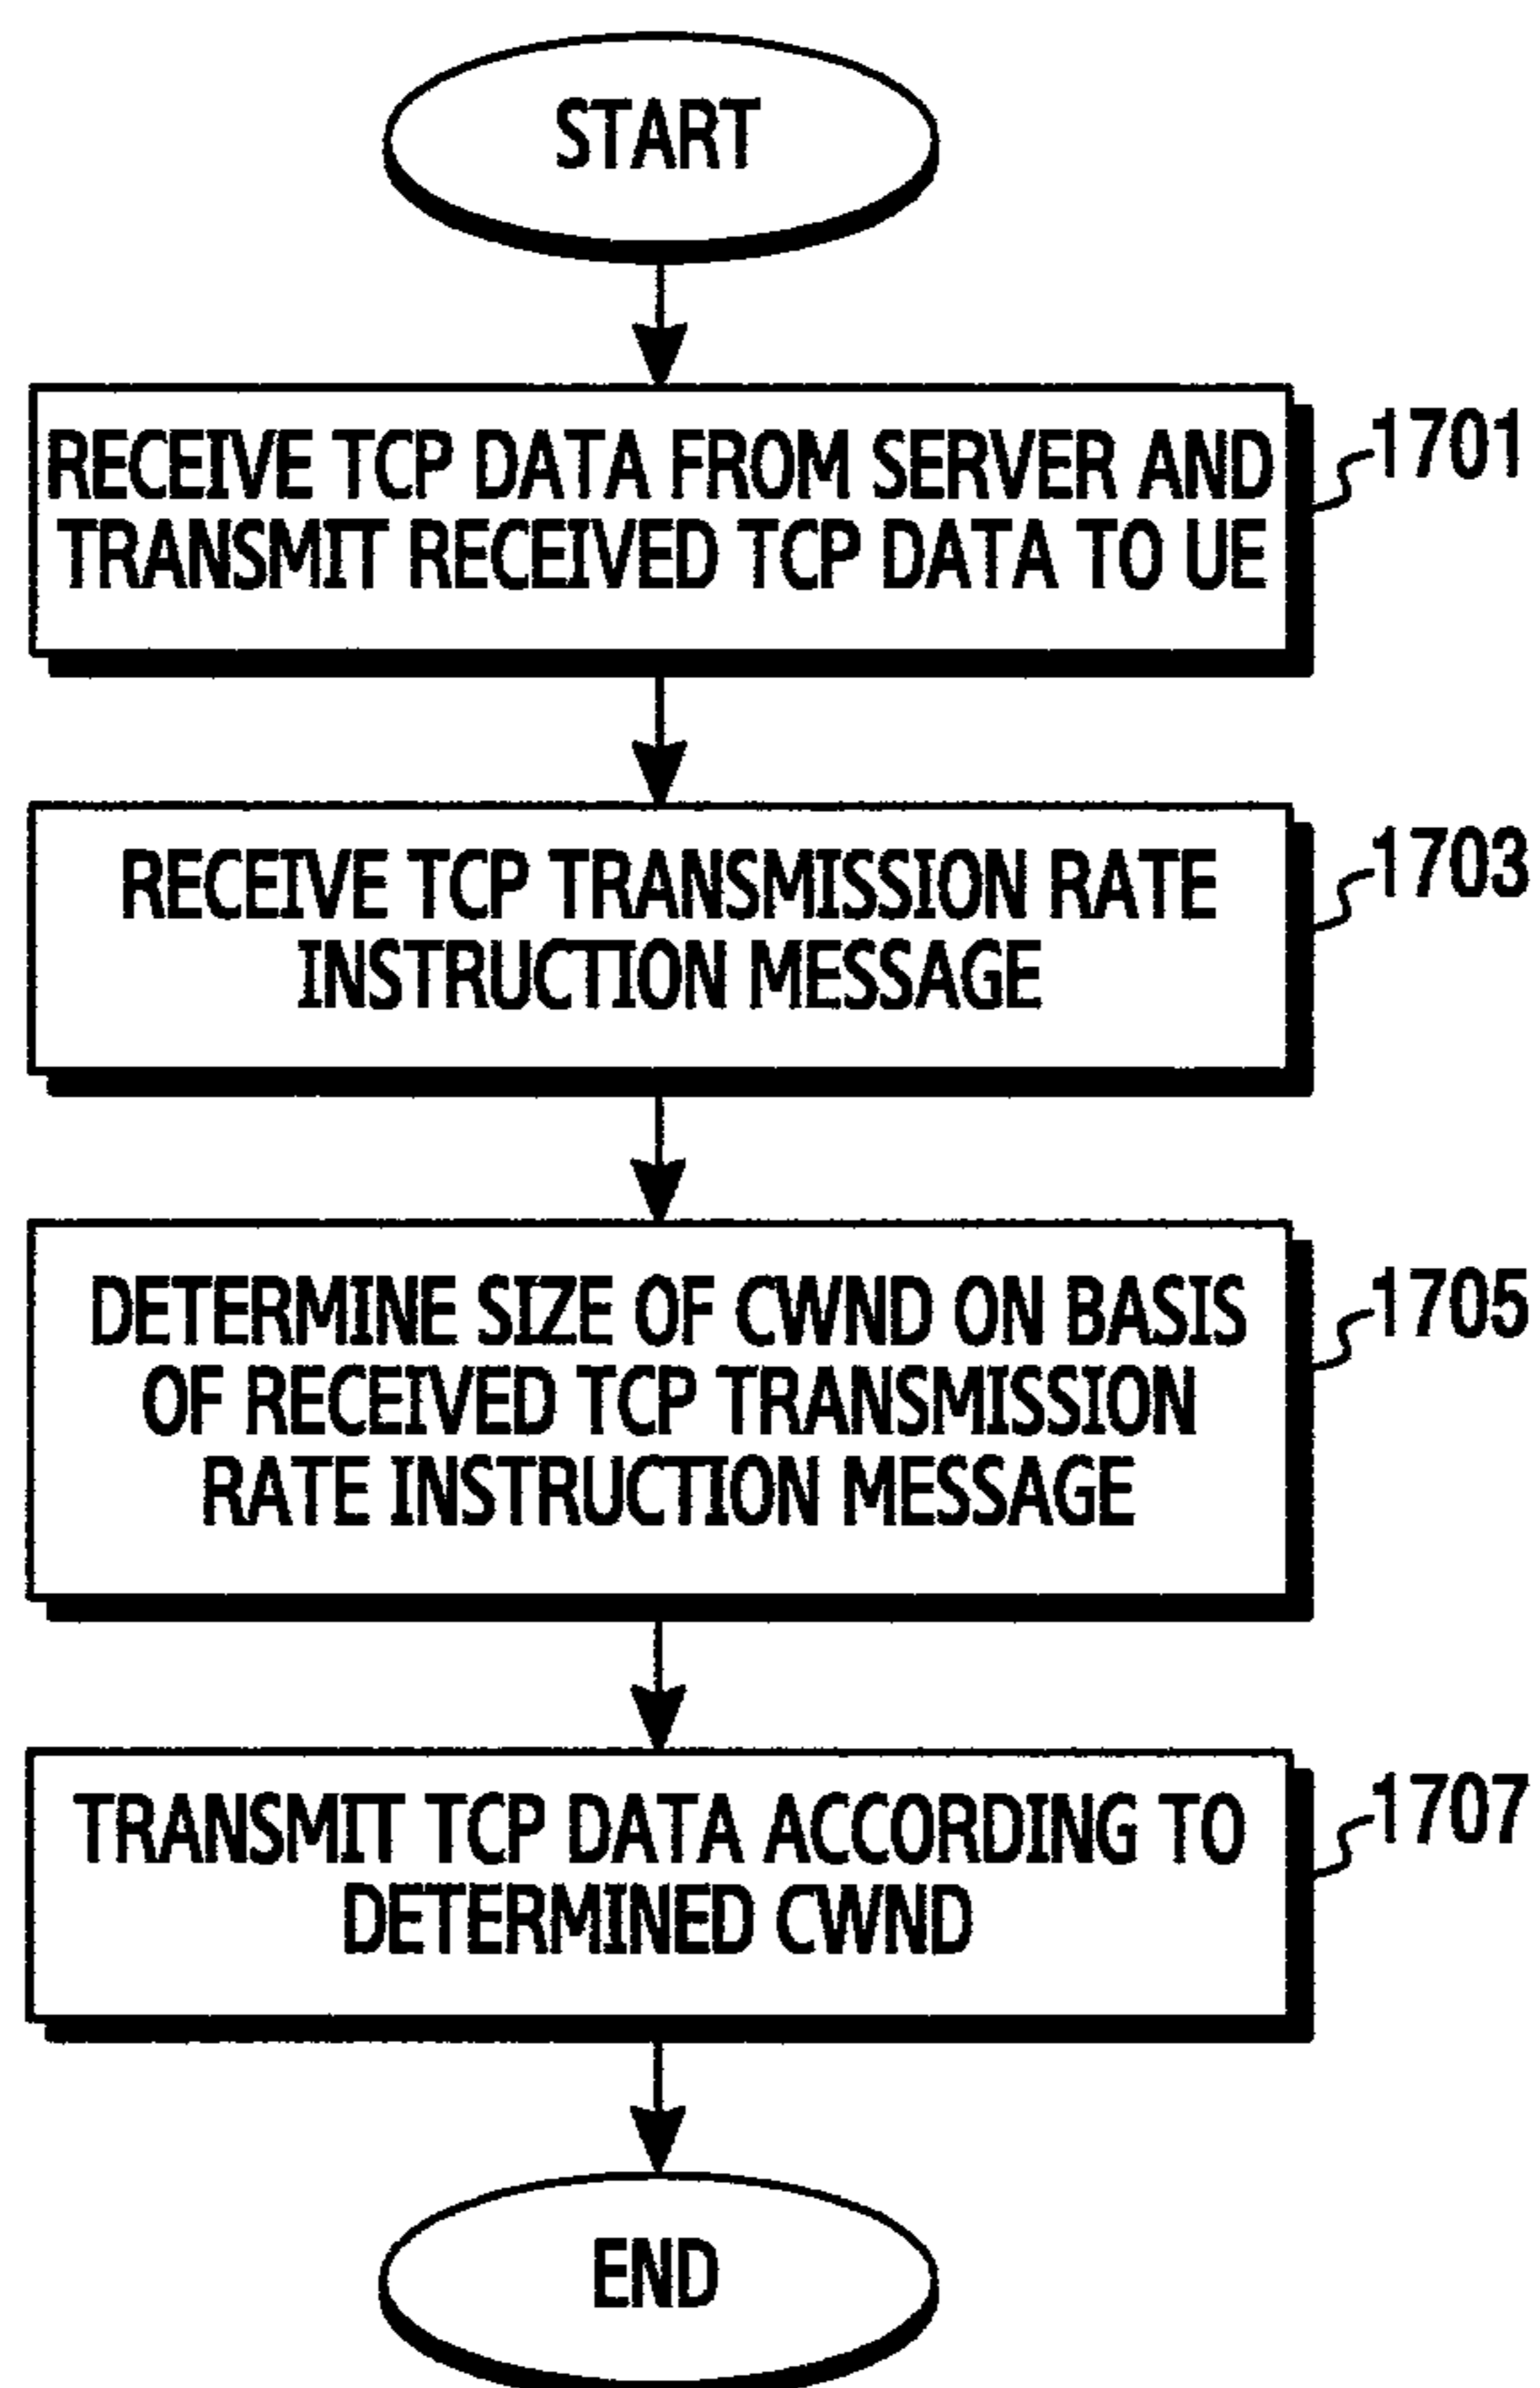 START
RECEIVE TCP DATA FROM SERVER AND
TRANSMIT RECEIVED TCP DATA TO UE
1701
RECEIVE TCP TRANSMISSION RATE
INSTRUCTION MESSAGE
1703
DETERMINE SIZE OF CWND ON BASIS
OF RECEIVED TCP TRANSMISSION
RATE INSTRUCTION MESSAGE
1705
TRANSMIT TCP DATA ACCORDING TO
DETERMINED CWND
1707
END